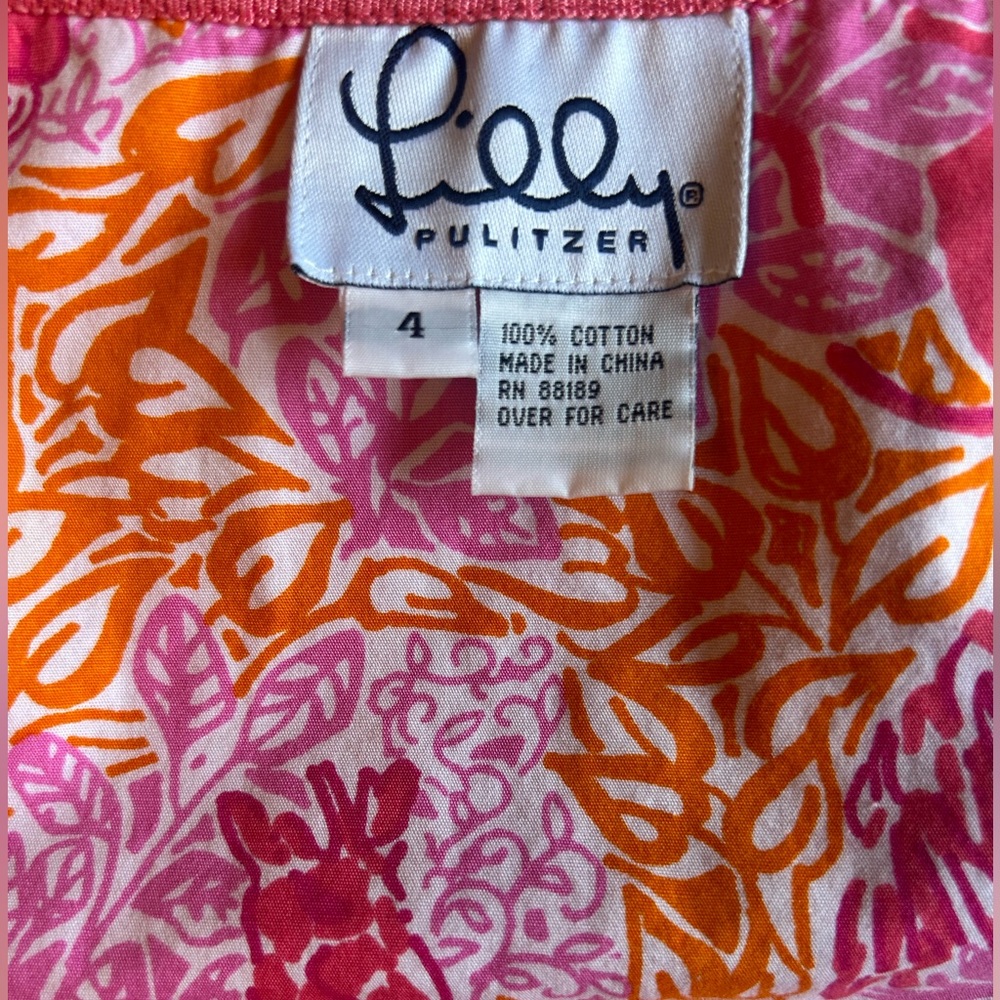 Lilly®
PULITZER
4
100% COTTON
MADE IN CHINA
RN 88189
OVER FOR CARE